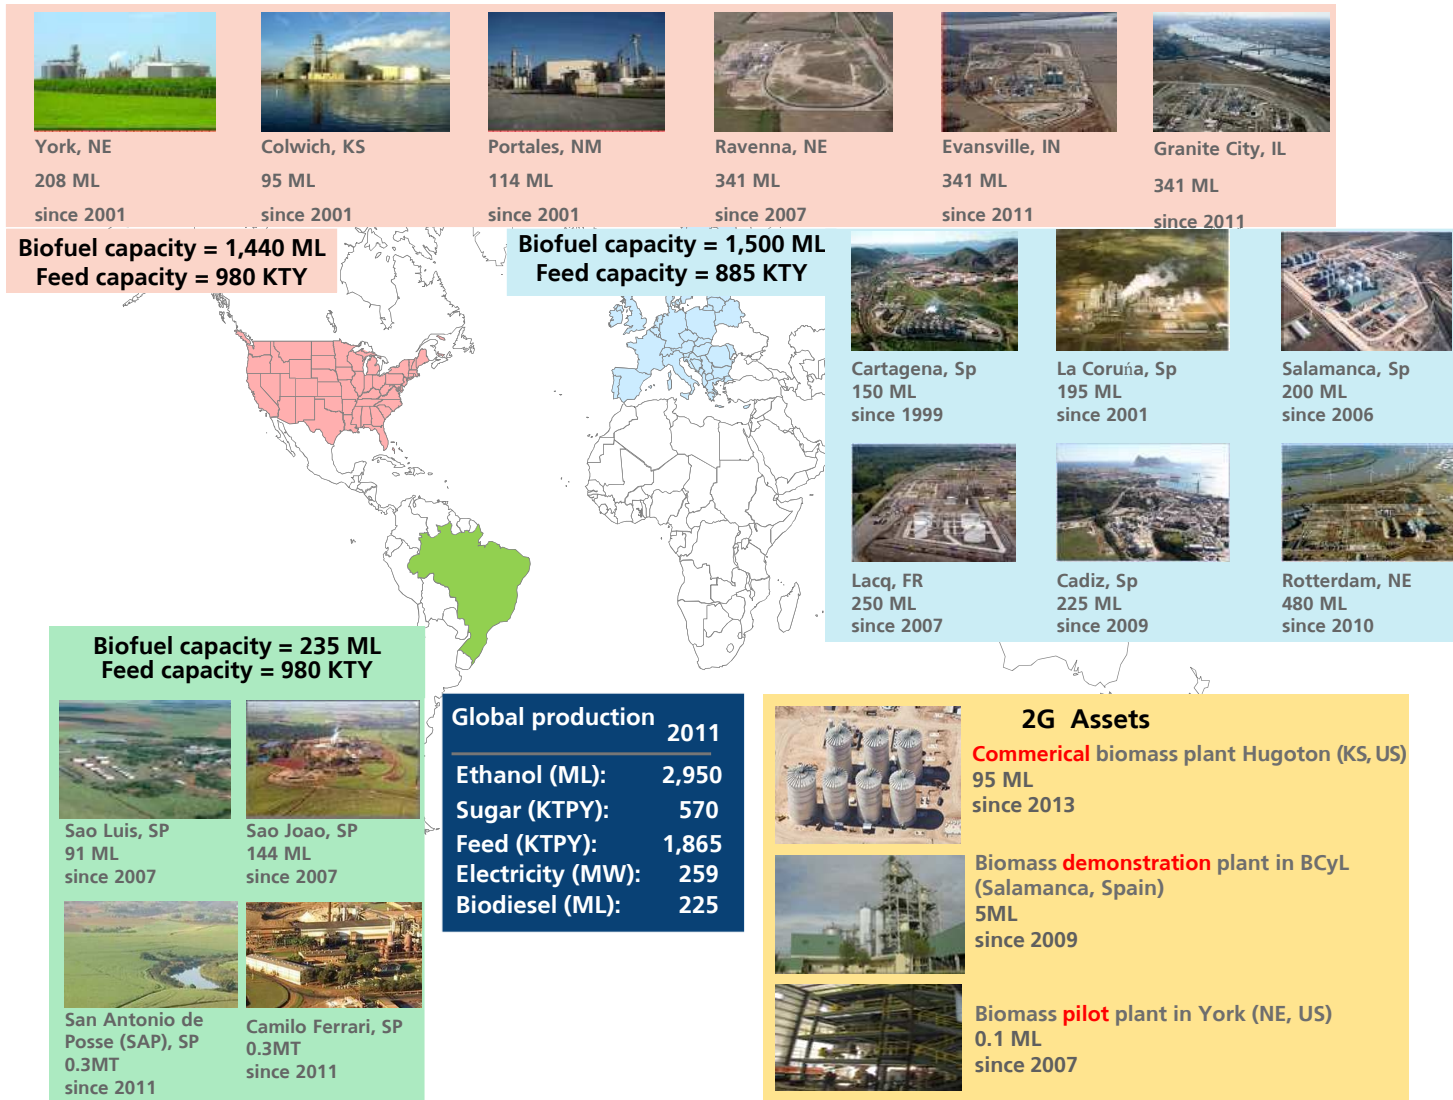 York, NE
208 ML
since 2001
Colwich, KS
95 ML
since 2001
Portales, NM
114 ML
since 2001
Ravenna, NE
341 ML
since 2007
Evansville, IN
341 ML
since 2011
Granite City, IL
341 ML
since 2011
Biofuel capacity = 1,440 ML
Feed capacity = 980 KTY
Biofuel capacity = 1,500 ML
Feed capacity = 885 KTY
Cartagena, Sp
150 ML
since 1999
La Coruńa, Sp
195 ML
since 2001
Salamanca, Sp
200 ML
since 2006
Lacq, FR
250 ML
since 2007
Cadiz, Sp
225 ML
since 2009
Rotterdam, NE
480 ML
since 2010
Biofuel capacity = 235 ML
Feed capacity = 980 KTY
Sao Luis, SP
91 ML
since 2007
Sao Joao, SP
144 ML
since 2007
San Antonio de
Posse (SAP), SP
0.3MT
since 2011
Camilo Ferrari, SP
0.3MT
since 2011
Global production 2011
Ethanol (ML): 2,950
Sugar (KTPY): 570
Feed (KTPY): 1,865
Electricity (MW): 259
Biodiesel (ML): 225
2G Assets
Commerical biomass plant Hugoton (KS, US)
95 ML
since 2013
Biomass demonstration plant in BCyL
(Salamanca, Spain)
5ML
since 2009
Biomass pilot plant in York (NE, US)
0.1 ML
since 2007